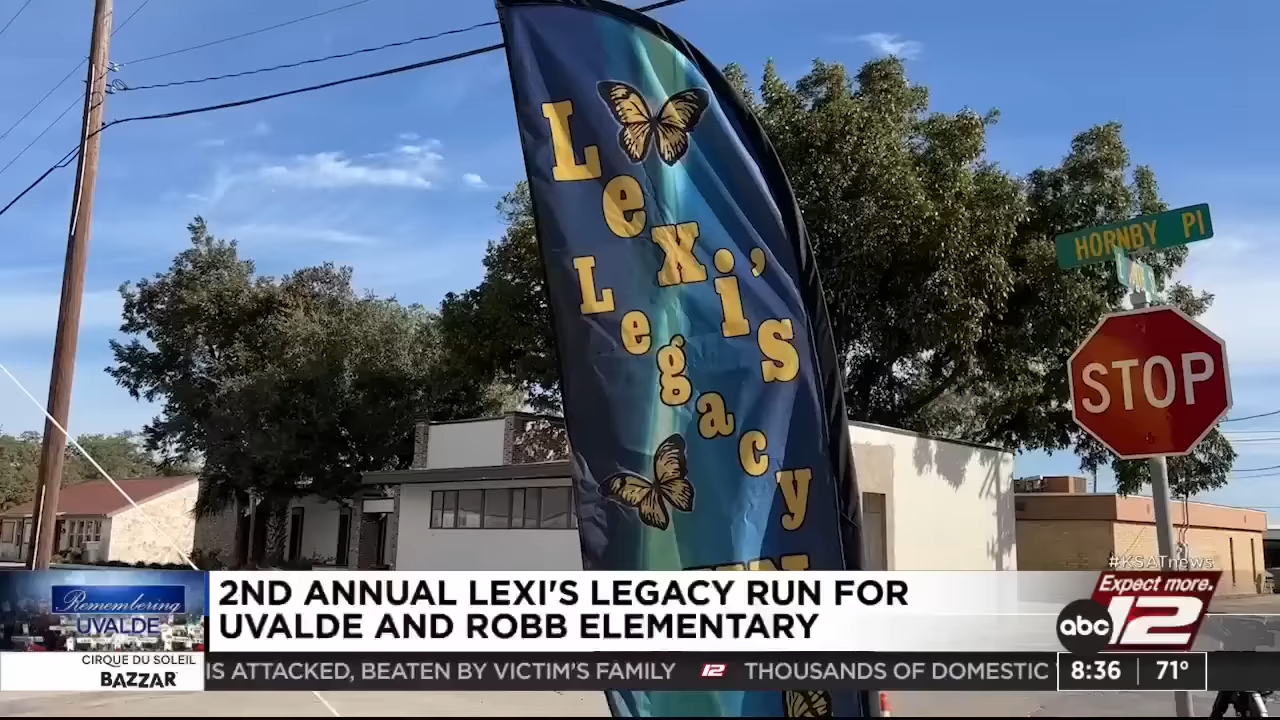 Lexi's
Legacy
HORNBY Pl
STOP
#KSATnews
Expect more.
abc 12
Remembering
UVALDE
2ND ANNUAL LEXI'S LEGACY RUN FOR
UVALDE AND ROBB ELEMENTARY
CIRQUE DU SOLEIL
BAZZAR
IS ATTACKED, BEATEN BY VICTIM'S FAMILY 12 THOUSANDS OF DOMESTIC
8:36 71°